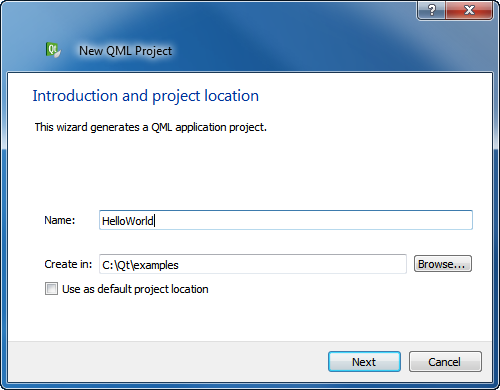 ?
Qt New QML Project
Introduction and project location
This wizard generates a QML application project.
Name: HelloWorld
Create in: C:\Qt\examples Browse...
Use as default project location
Next Cancel